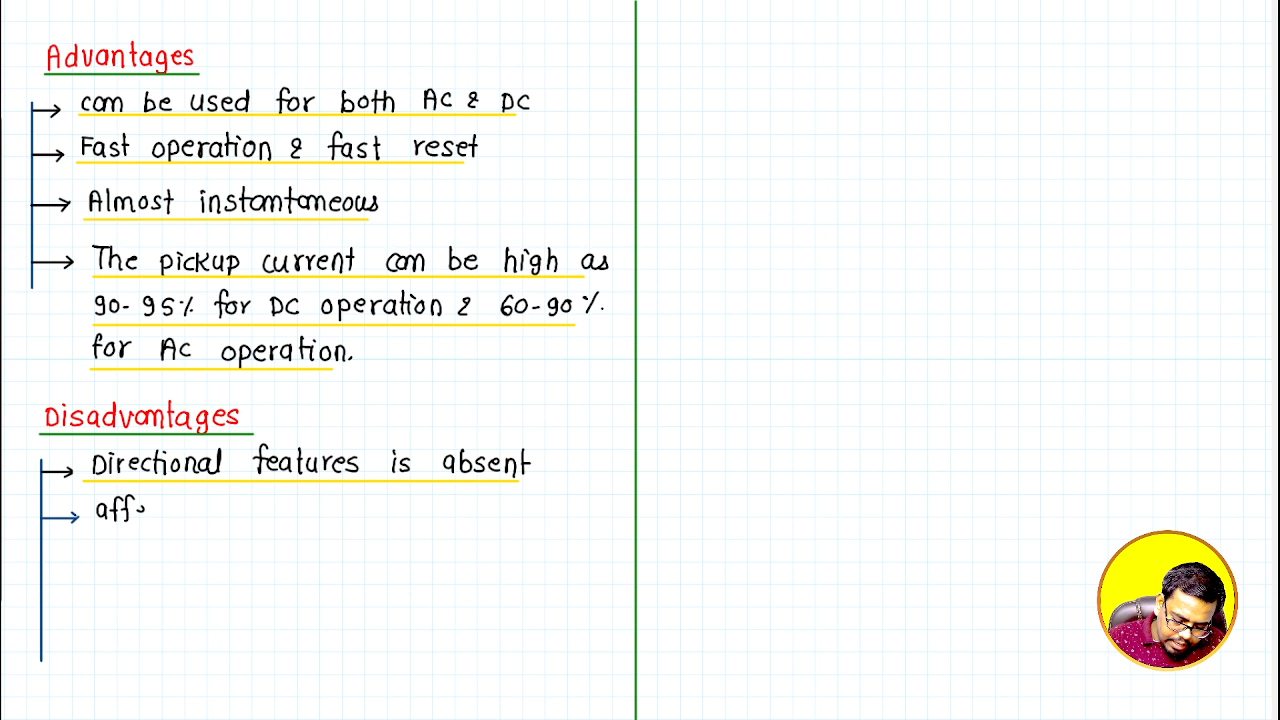 Advantages
can be used for both AC & DC
Fast operation & fast reset
Almost instantaneous
The pickup current can be high as
90-95% for DC operation & 60-90%
for AC operation.
Disadvantages
Directional features is absent
aff